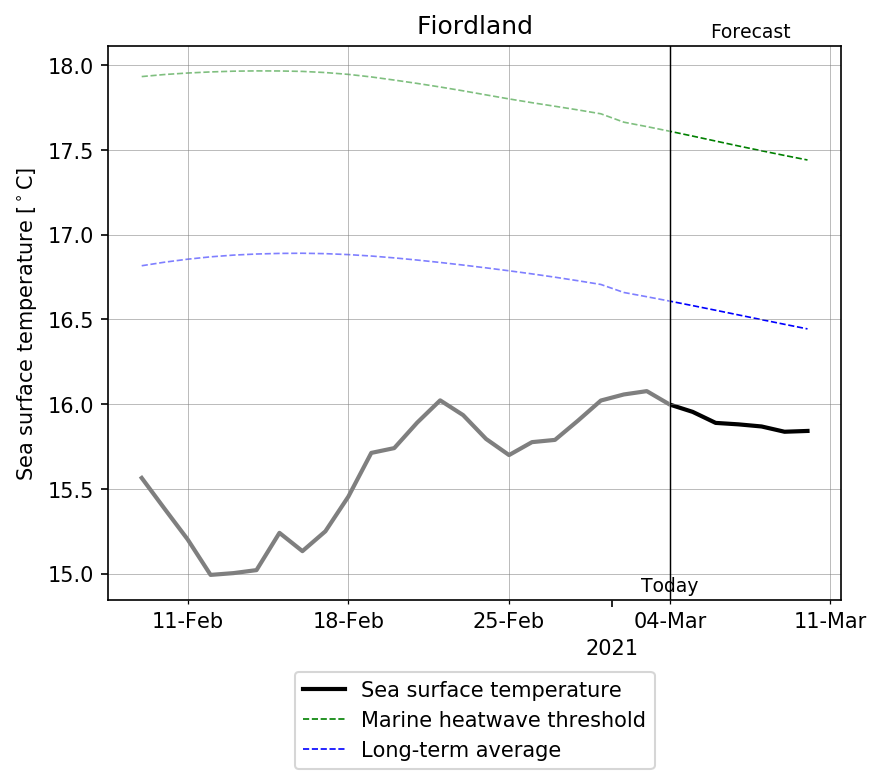 Fiordland
Forecast
Sea surface temperature [°C]
18.0
17.5
17.0
16.5
16.0
15.5
15.0
Today
11-Feb 18-Feb 25-Feb 04-Mar 11-Mar
2021
Sea surface temperature
Marine heatwave threshold
Long-term average